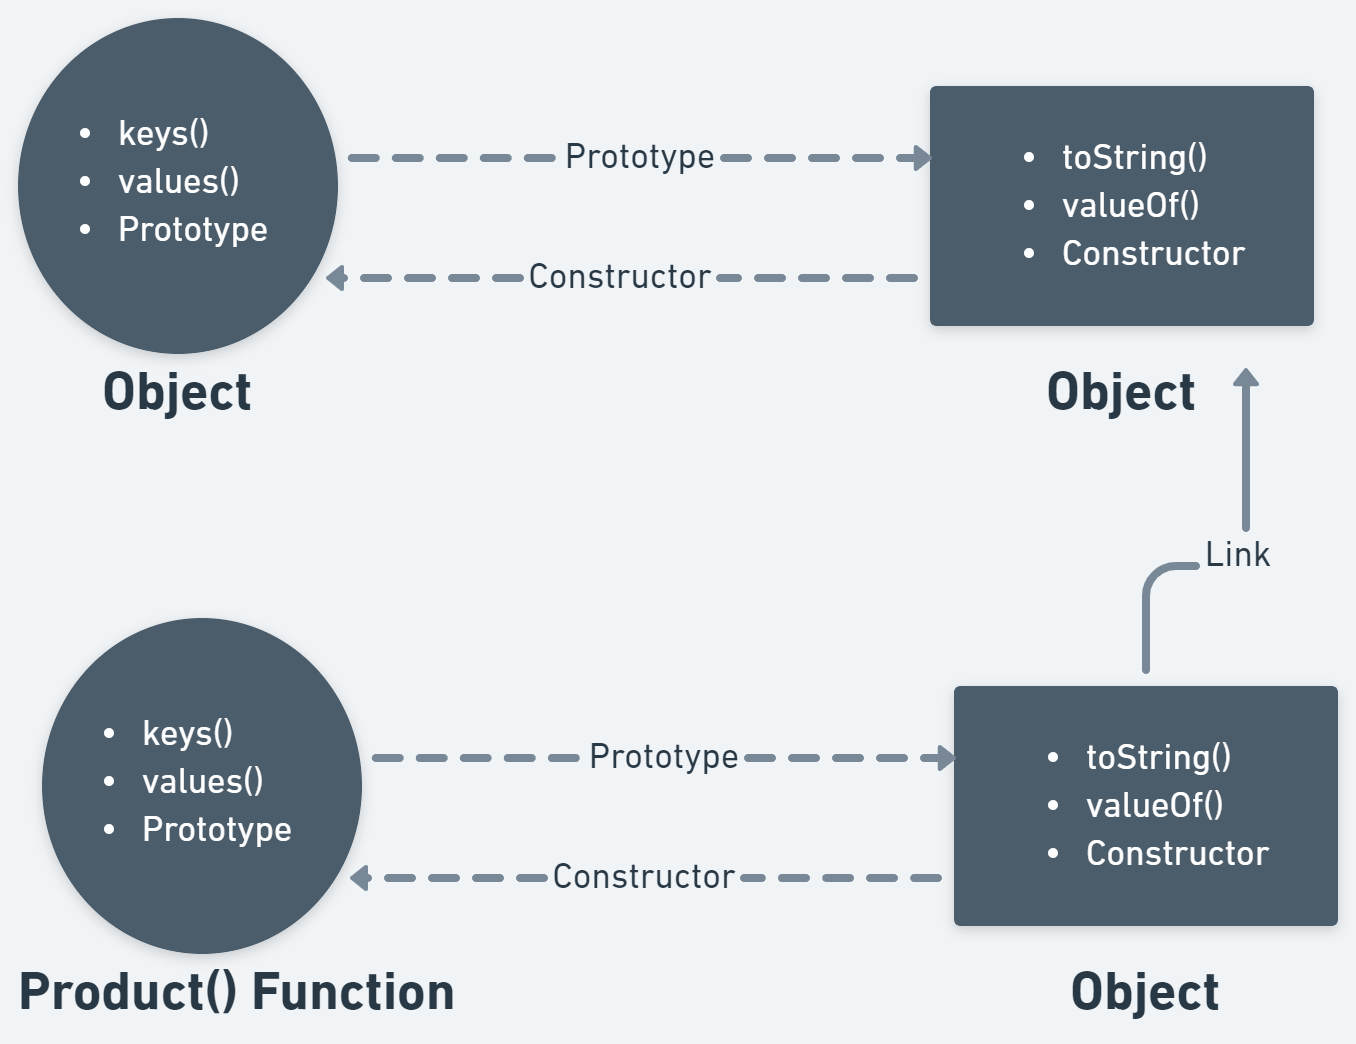 • keys()
• values()
• Prototype
Prototype
Constructor
• toString()
• valueOf()
• Constructor
Object
Object
Link
• keys()
• values()
• Prototype
Prototype
Constructor
• toString()
• valueOf()
• Constructor
Product() Function
Object